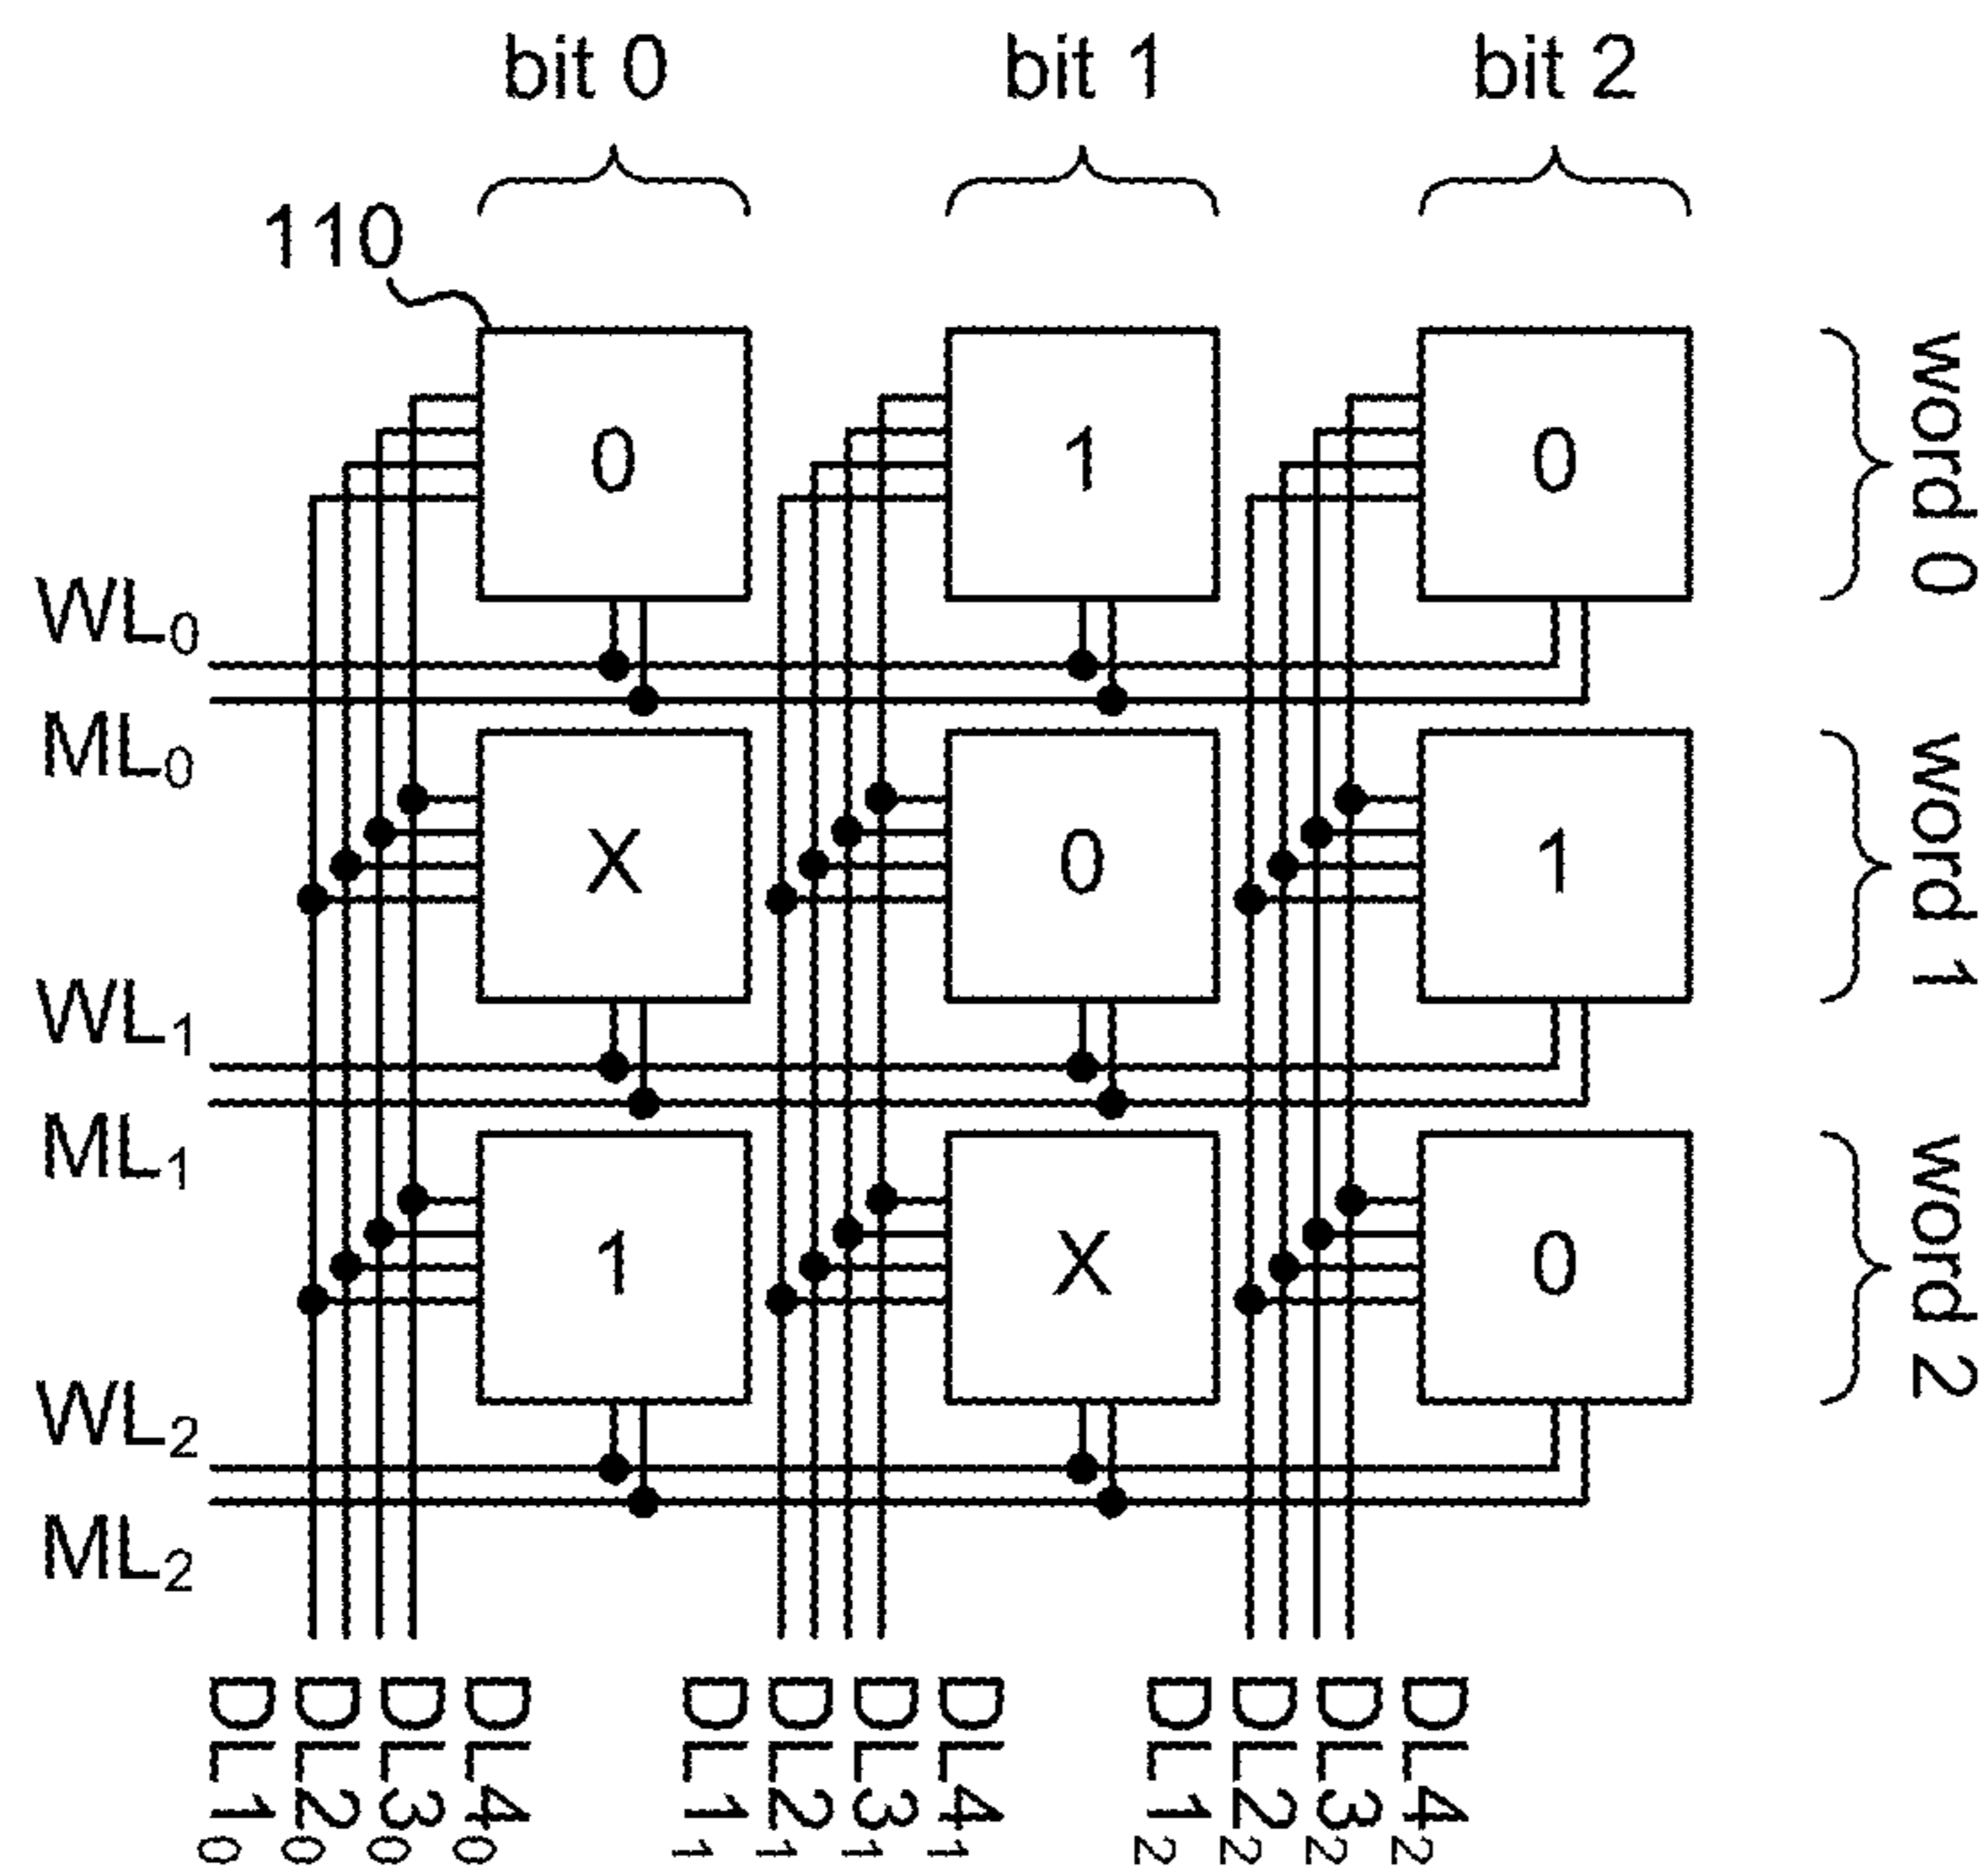 bit 0 bit 1 bit 2
110
0 1 0
word 0
WL0
ML0
X 0 1
word 1
WL1
ML1
1 X 0
word 2
WL2
ML2
DL10 DL20 DL30 DL40 DL11 DL21 DL31 DL41 DL12 DL22 DL32 DL42